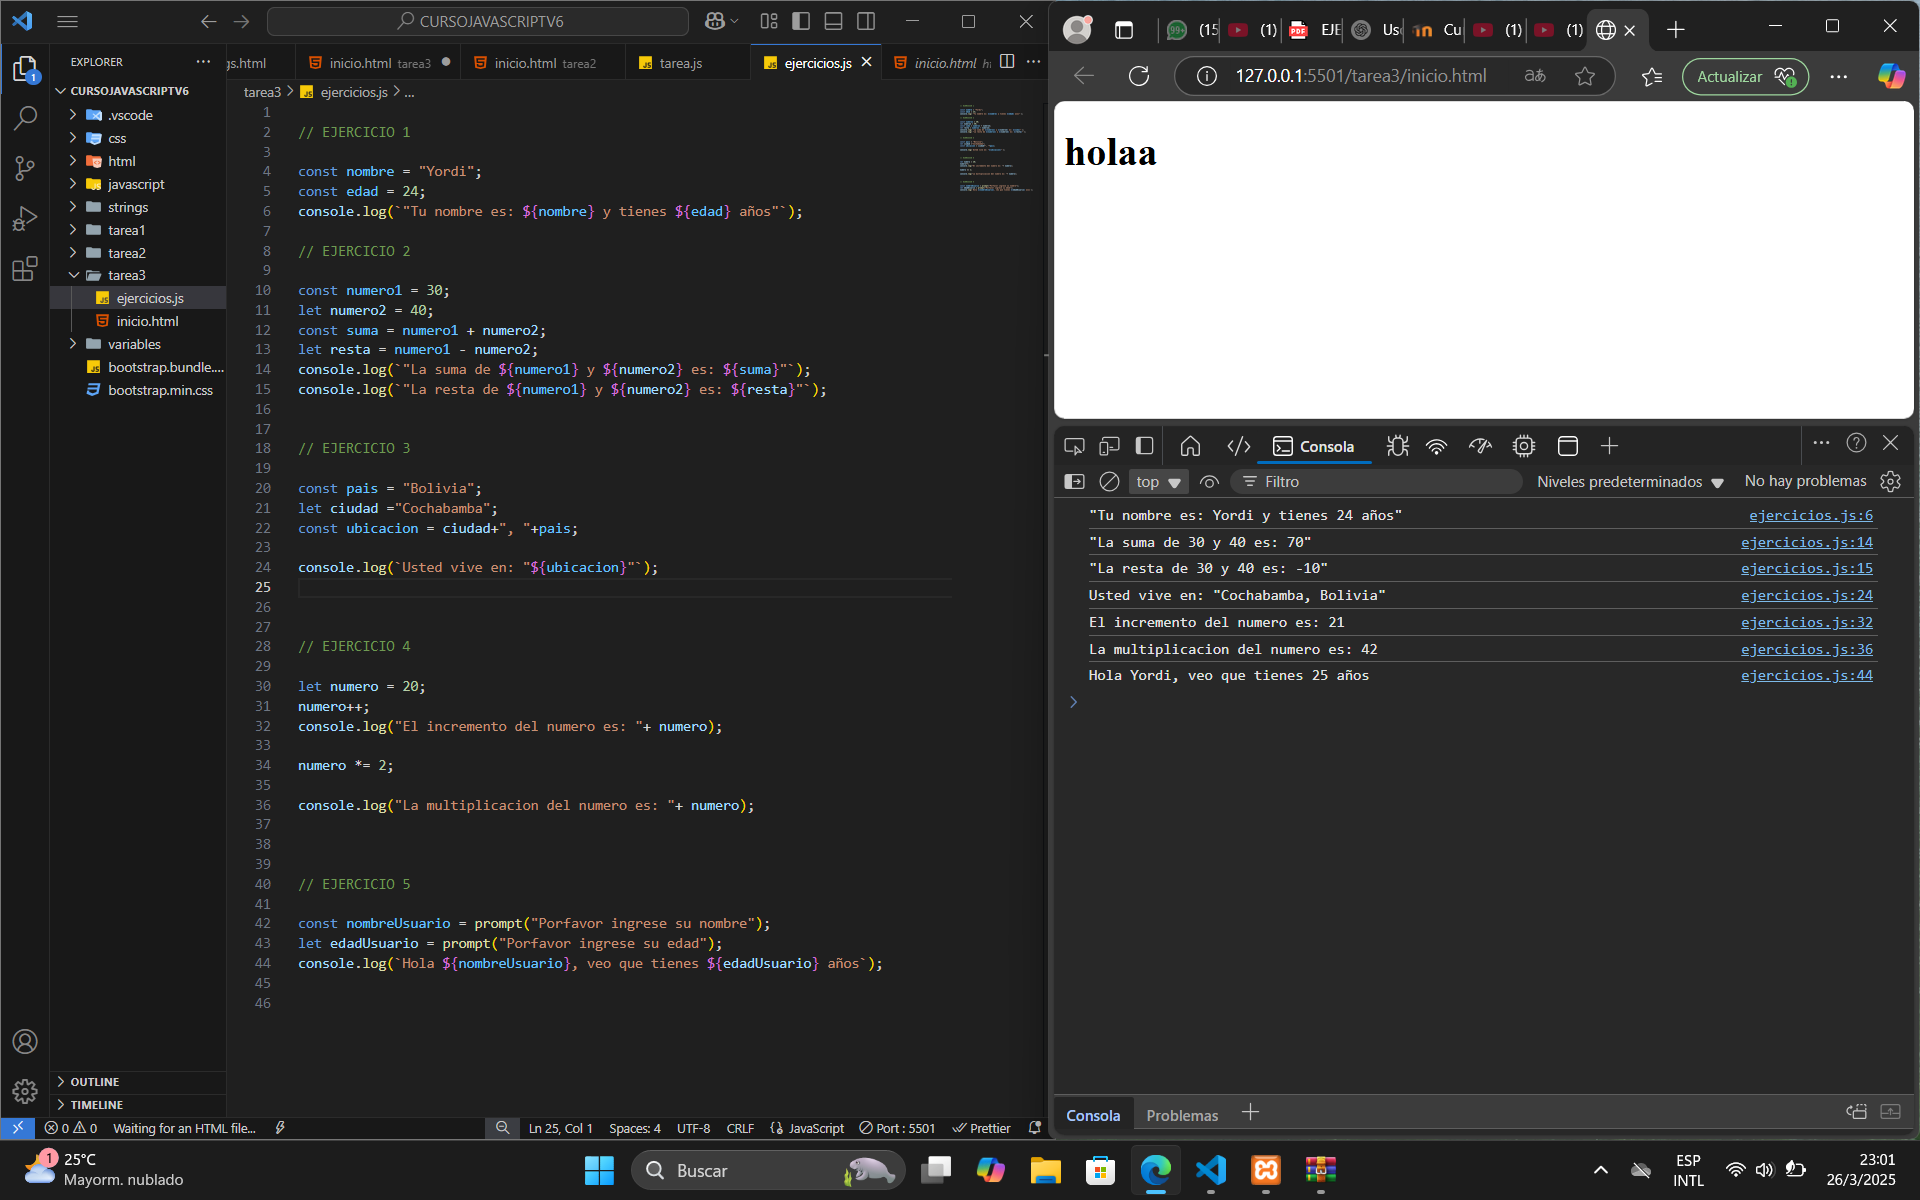 CURSOJAVASCRIPTV6
EXPLORER
gs.html
inicio.html tarea3
inicio.html tarea2
tarea.js
ejercicios.js
inicio.html
tarea3 > ejercicios.js > ...
CURSOJAVASCRIPTV6
.vscode
css
html
javascript
strings
tarea1
tarea2
tarea3
ejercicios.js
inicio.html
variables
bootstrap.bundle....
bootstrap.min.css
OUTLINE
TIMELINE
1
2 // EJERCICIO 1
3
4 const nombre = "Yordi";
5 const edad = 24;
6 console.log(`"Tu nombre es: ${nombre} y tienes ${edad} años"`);
7
8 // EJERCICIO 2
9
10 const numero1 = 30;
11 let numero2 = 40;
12 const suma = numero1 + numero2;
13 let resta = numero1 - numero2;
14 console.log(`"La suma de ${numero1} y ${numero2} es: ${suma}"`);
15 console.log(`"La resta de ${numero1} y ${numero2} es: ${resta}"`);
16
17
18 // EJERCICIO 3
19
20 const pais = "Bolivia";
21 let ciudad ="Cochabamba";
22 const ubicacion = ciudad+", "+pais;
23
24 console.log(`Usted vive en: "${ubicacion}"`);
25
26
27
28 // EJERCICIO 4
29
30 let numero = 20;
31 numero++;
32 console.log("El incremento del numero es: "+ numero);
33
34 numero *= 2;
35
36 console.log("La multiplicacion del numero es: "+ numero);
37
38
39
40 // EJERCICIO 5
41
42 const nombreUsuario = prompt("Porfavor ingrese su nombre");
43 let edadUsuario = prompt("Porfavor ingrese su edad");
44 console.log(`Hola ${nombreUsuario}, veo que tienes ${edadUsuario} años`);
45
46
0 0 Waiting for an HTML file... Ln 25, Col 1 Spaces: 4 UTF-8 CRLF JavaScript Port : 5501 Prettier
99+ (15 (1) PDF EJE Us Cu (1) (1)
127.0.0.1:5501/tarea3/inicio.html Actualizar
holaa
Consola
top Filtro Niveles predeterminados No hay problemas
"Tu nombre es: Yordi y tienes 24 años" ejercicios.js:6
"La suma de 30 y 40 es: 70" ejercicios.js:14
"La resta de 30 y 40 es: -10" ejercicios.js:15
Usted vive en: "Cochabamba, Bolivia" ejercicios.js:24
El incremento del numero es: 21 ejercicios.js:32
La multiplicacion del numero es: 42 ejercicios.js:36
Hola Yordi, veo que tienes 25 años ejercicios.js:44
Consola Problemas
1 25°C
Mayorm. nublado
Buscar
ESP
INTL
23:01
26/3/2025